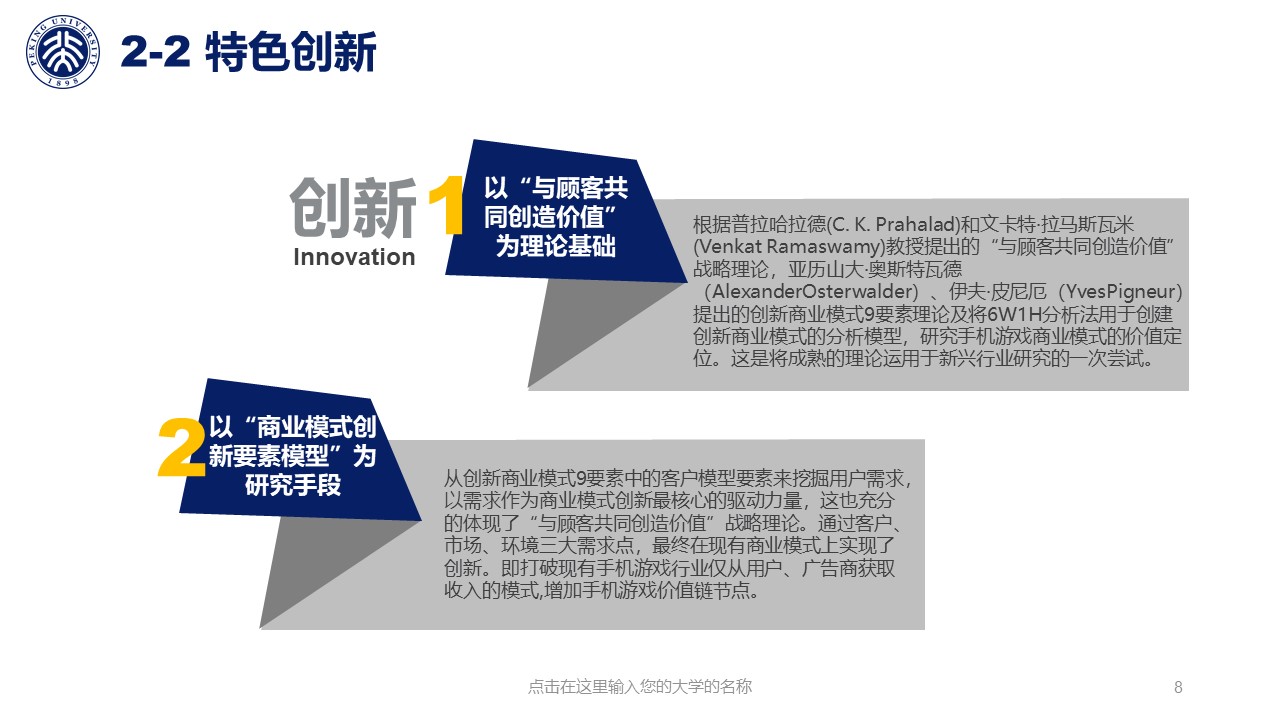 PEKING UNIVERSITY
1898
2-2 特色创新
创新
Innovation
1
以“与顾客共
同创造价值”
为理论基础
根据普拉哈拉德(C. K. Prahalad)和文卡特·拉马斯瓦米
(Venkat Ramaswamy)教授提出的“与顾客共同创造价值”
战略理论，亚历山大·奥斯特瓦德
（AlexanderOsterwalder）、伊夫·皮尼厄（YvesPigneur）
提出的创新商业模式9要素理论及将6W1H分析法用于创建
创新商业模式的分析模型，研究手机游戏商业模式的价值定
位。这是将成熟的理论运用于新兴行业研究的一次尝试。
2
以“商业模式创
新要素模型”为
研究手段
从创新商业模式9要素中的客户模型要素来挖掘用户需求，
以需求作为商业模式创新最核心的驱动力量，这也充分
的体现了“与顾客共同创造价值”战略理论。通过客户、
市场、环境三大需求点，最终在现有商业模式上实现了
创新。即打破现有手机游戏行业仅从用户、广告商获取
收入的模式,增加手机游戏价值链节点。
点击在这里输入您的大学的名称
8